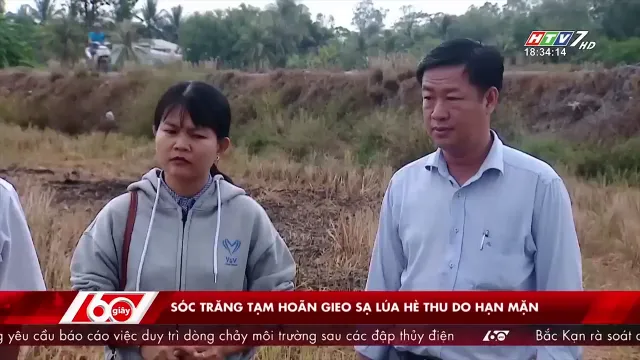 HTV7 HD
18:34:14
V&V
60 giây
SÓC TRĂNG TẠM HOÃN GIEO SẠ LÚA HÈ THU DO HẠN MẶN
yêu cầu báo cáo việc duy trì dòng chảy môi trường sau các đập thủy điện 60 Bắc Kạn rà soát